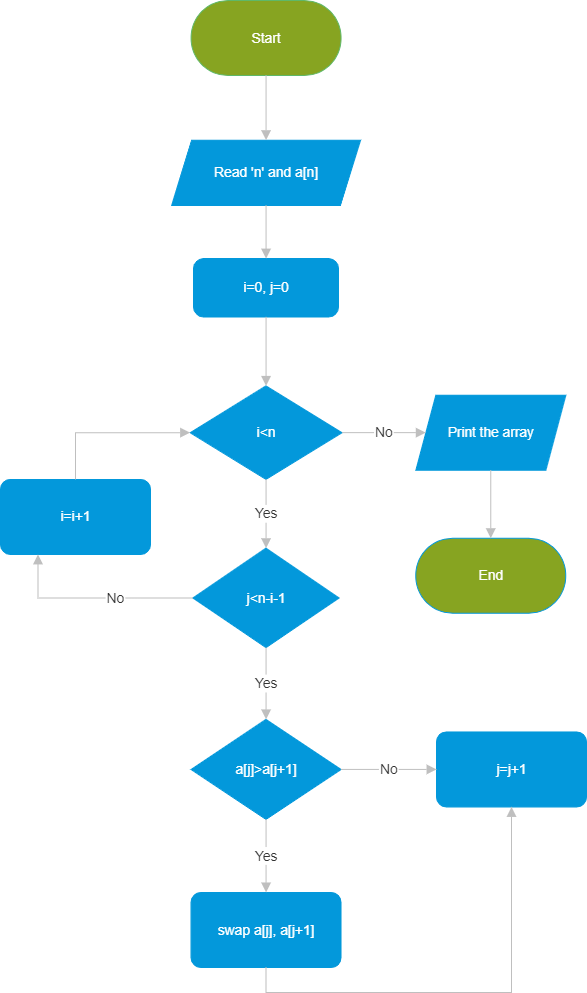 Start
Read 'n' and a[n]
i=0, j=0
i<n
No
Print the array
i=i+1
Yes
End
j<n-i-1
No
Yes
a[j]>a[j+1]
No
j=j+1
Yes
swap a[j], a[j+1]